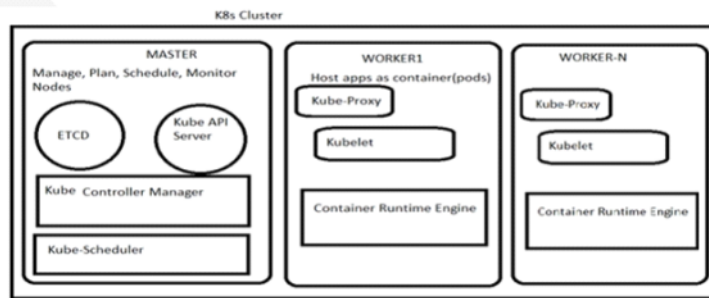 K8s Cluster
MASTER
Manage, Plan, Schedule, Monitor
Nodes
ETCD
Kube API
Server
Kube Controller Manager
Kube-Scheduler
WORKER1
Host apps as container(pods)
Kube-Proxy
Kubelet
Container Runtime Engine
WORKER-N
Kube-Proxy
Kubelet
Container Runtime Engine